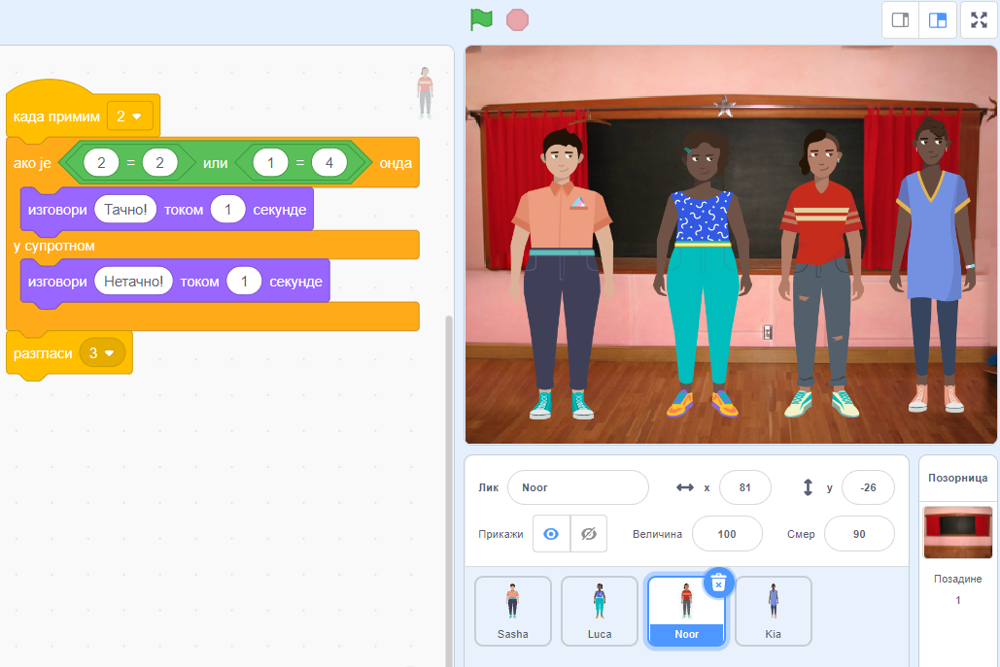 када примим 2
ако је 2 = 2 или 1 = 4 онда
изговори Тачно! током 1 секунде
у супротном
изговори Нетачно! током 1 секунде
разгласи 3
Лик Noor x 81 y -26
Прикажи Величина 100 Смер 90
Sasha Luca Noor Kia
Позорница
Позадине
1